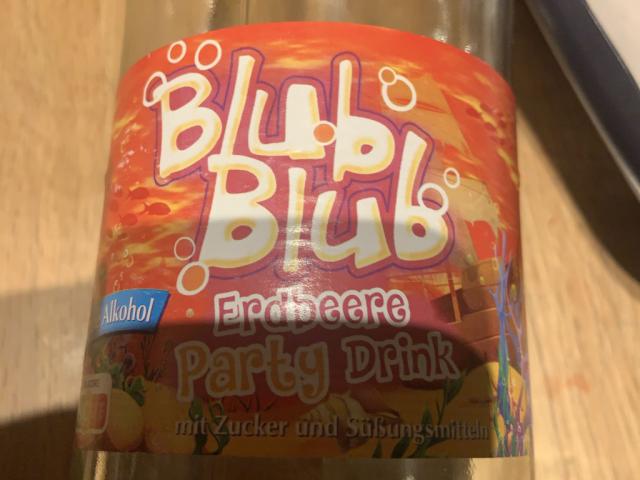 Blub
Blub
Alkohol
Erdbeere
Party Drink
mit Zucker und Süßungsmitteln